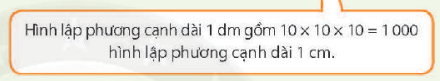 Hình lập phương cạnh dài 1 dm gồm 10 × 10 × 10 = 1 000
hình lập phương cạnh dài 1 cm.